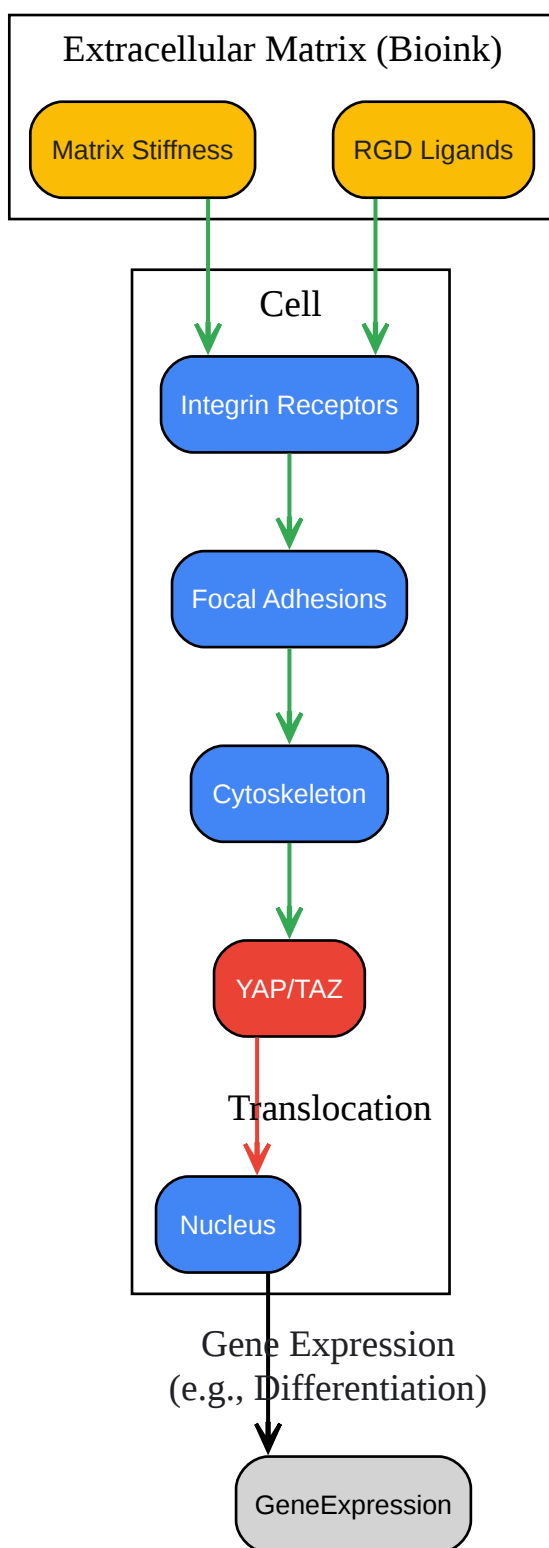 Extracellular Matrix (Bioink)
Matrix Stiffness
RGD Ligands
Cell
Integrin Receptors
Focal Adhesions
Cytoskeleton
YAP/TAZ
Translocation
Nucleus
Gene Expression
(e.g., Differentiation)
GeneExpression